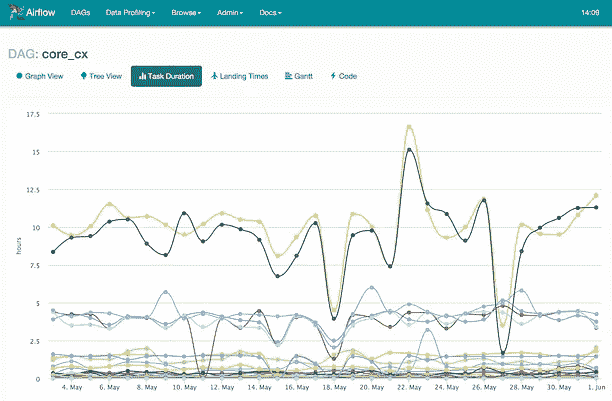 Airflow DAGs Data Profiling Browse Admin Docs 14:09
DAG: core_cx
Graph View Tree View Task Duration Landing Times Gantt Code
17.5
15
12.5
10
7.5
5
2.5
0
hours
4. May 6. May 8. May 10. May 12. May 14. May 16. May 18. May 20. May 22. May 24. May 26. May 28. May 30. May 1. Jun